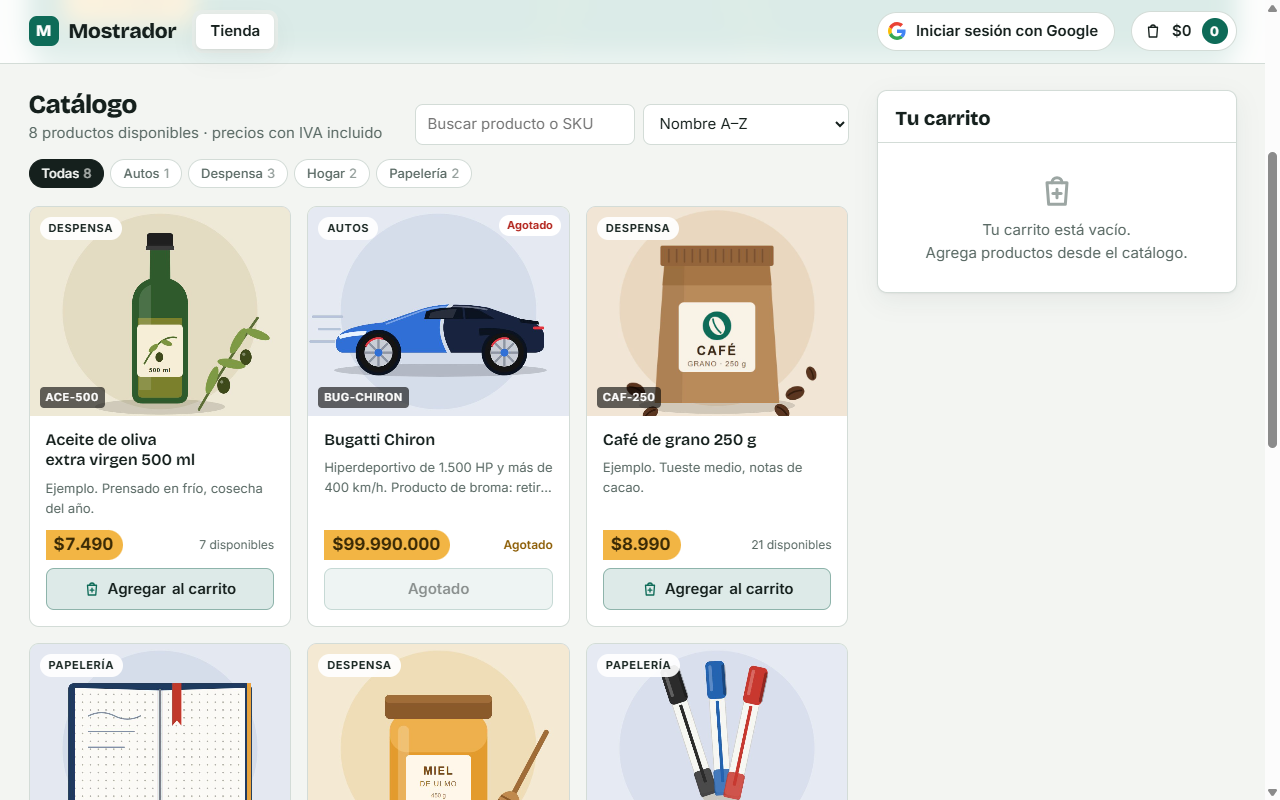 M Mostrador Tienda Iniciar sesión con Google $0 0
Catálogo
8 productos disponibles · precios con IVA incluido
Buscar producto o SKU
Nombre A–Z
Todas 8 Autos 1 Despensa 3 Hogar 2 Papelería 2
Tu carrito
Tu carrito está vacío.
Agrega productos desde el catálogo.
DESPENSA
500 ml
ACE-500
Aceite de oliva
extra virgen 500 ml
Ejemplo. Prensado en frío, cosecha
del año.
$7.490 7 disponibles
Agregar al carrito
AUTOS Agotado
BUG-CHIRON
Bugatti Chiron
Hiperdeportivo de 1.500 HP y más de
400 km/h. Producto de broma: retir...
$99.990.000 Agotado
Agotado
DESPENSA
CAFÉ
GRANO · 250 g
CAF-250
Café de grano 250 g
Ejemplo. Tueste medio, notas de
cacao.
$8.990 21 disponibles
Agregar al carrito
PAPELERÍA
DESPENSA
MIEL
DE ULMO
450 g
PAPELERÍA